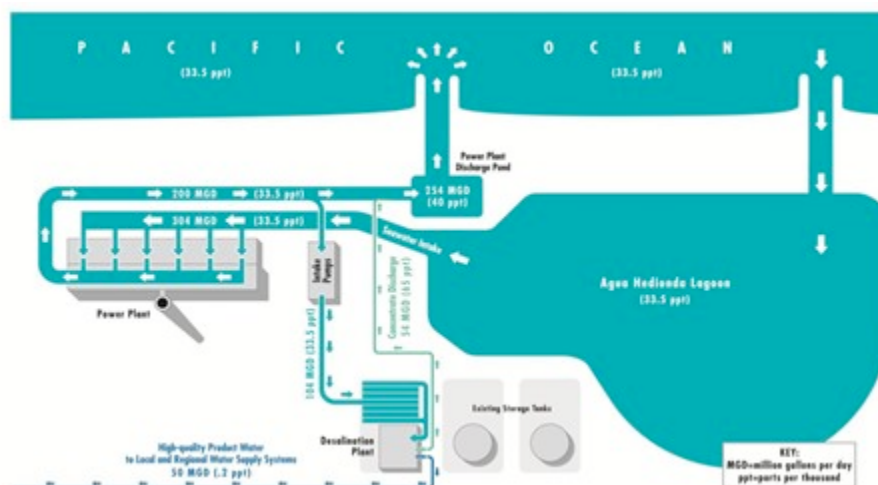 PACIFIC OCEAN
(33.5 ppt) (33.5 ppt)
Power Plant
Discharge Pond
200 MGD (33.5 ppt)
254 MGD
(40 ppt)
304 MGD (33.5 ppt)
Seawater Intake
Intake
Pumps
Concentrate Discharge
54 MGD (65 ppt)
Agua Hedionda Lagoon
(33.5 ppt)
Power Plant
104 MGD (33.5 ppt)
Existing Storage Tanks
Desalination
Plant
High-quality Product Water
to Local and Regional Water Supply Systems
50 MGD (.2 ppt)
KEY:
MGD=million gallons per day
ppt=parts per thousand